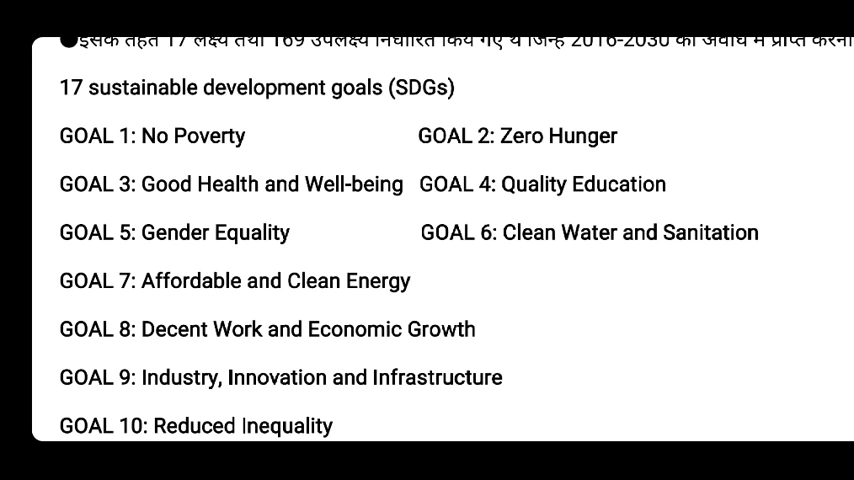 ●इसके तहत 17 लक्ष्य तथा 169 उपलक्ष्य निर्धारित किये गए थे जिन्हें 2016-2030 की अवधि में प्राप्त करना
17 sustainable development goals (SDGs)
GOAL 1: No Poverty GOAL 2: Zero Hunger
GOAL 3: Good Health and Well-being GOAL 4: Quality Education
GOAL 5: Gender Equality GOAL 6: Clean Water and Sanitation
GOAL 7: Affordable and Clean Energy
GOAL 8: Decent Work and Economic Growth
GOAL 9: Industry, Innovation and Infrastructure
GOAL 10: Reduced Inequality